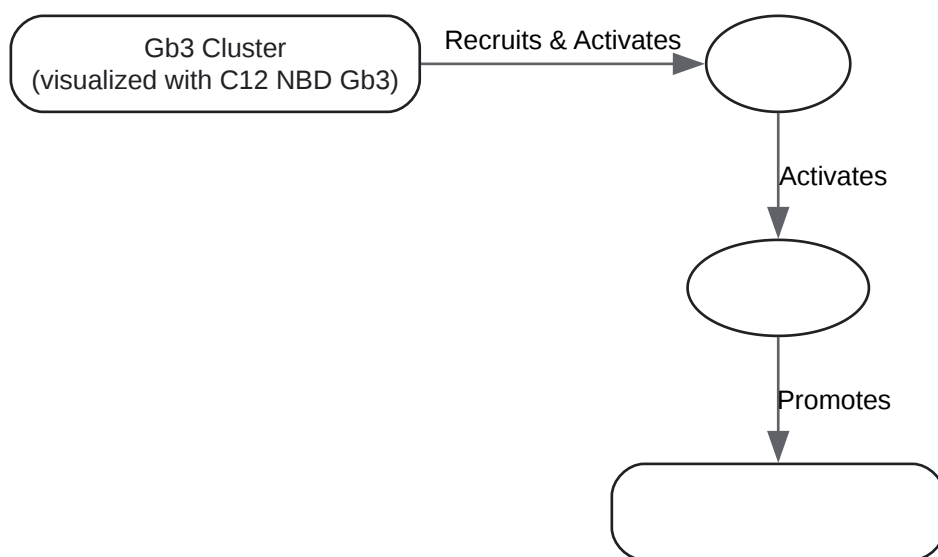 Gb3 Cluster
(visualized with C12 NBD Gb3)
Recruits & Activates
Activates
Promotes